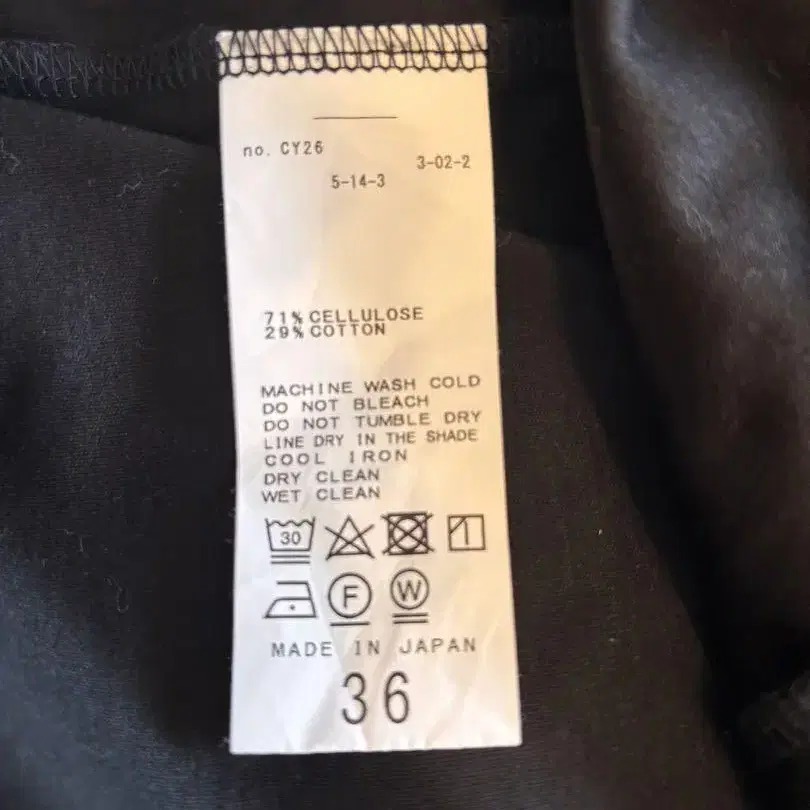 no. CY26
3-02-2
5-14-3
71% CELLULOSE
29% COTTON
MACHINE WASH COLD
DO NOT BLEACH
DO NOT TUMBLE DRY
LINE DRY IN THE SHADE
COOL IRON
DRY CLEAN
WET CLEAN
30
F W
MADE IN JAPAN
36